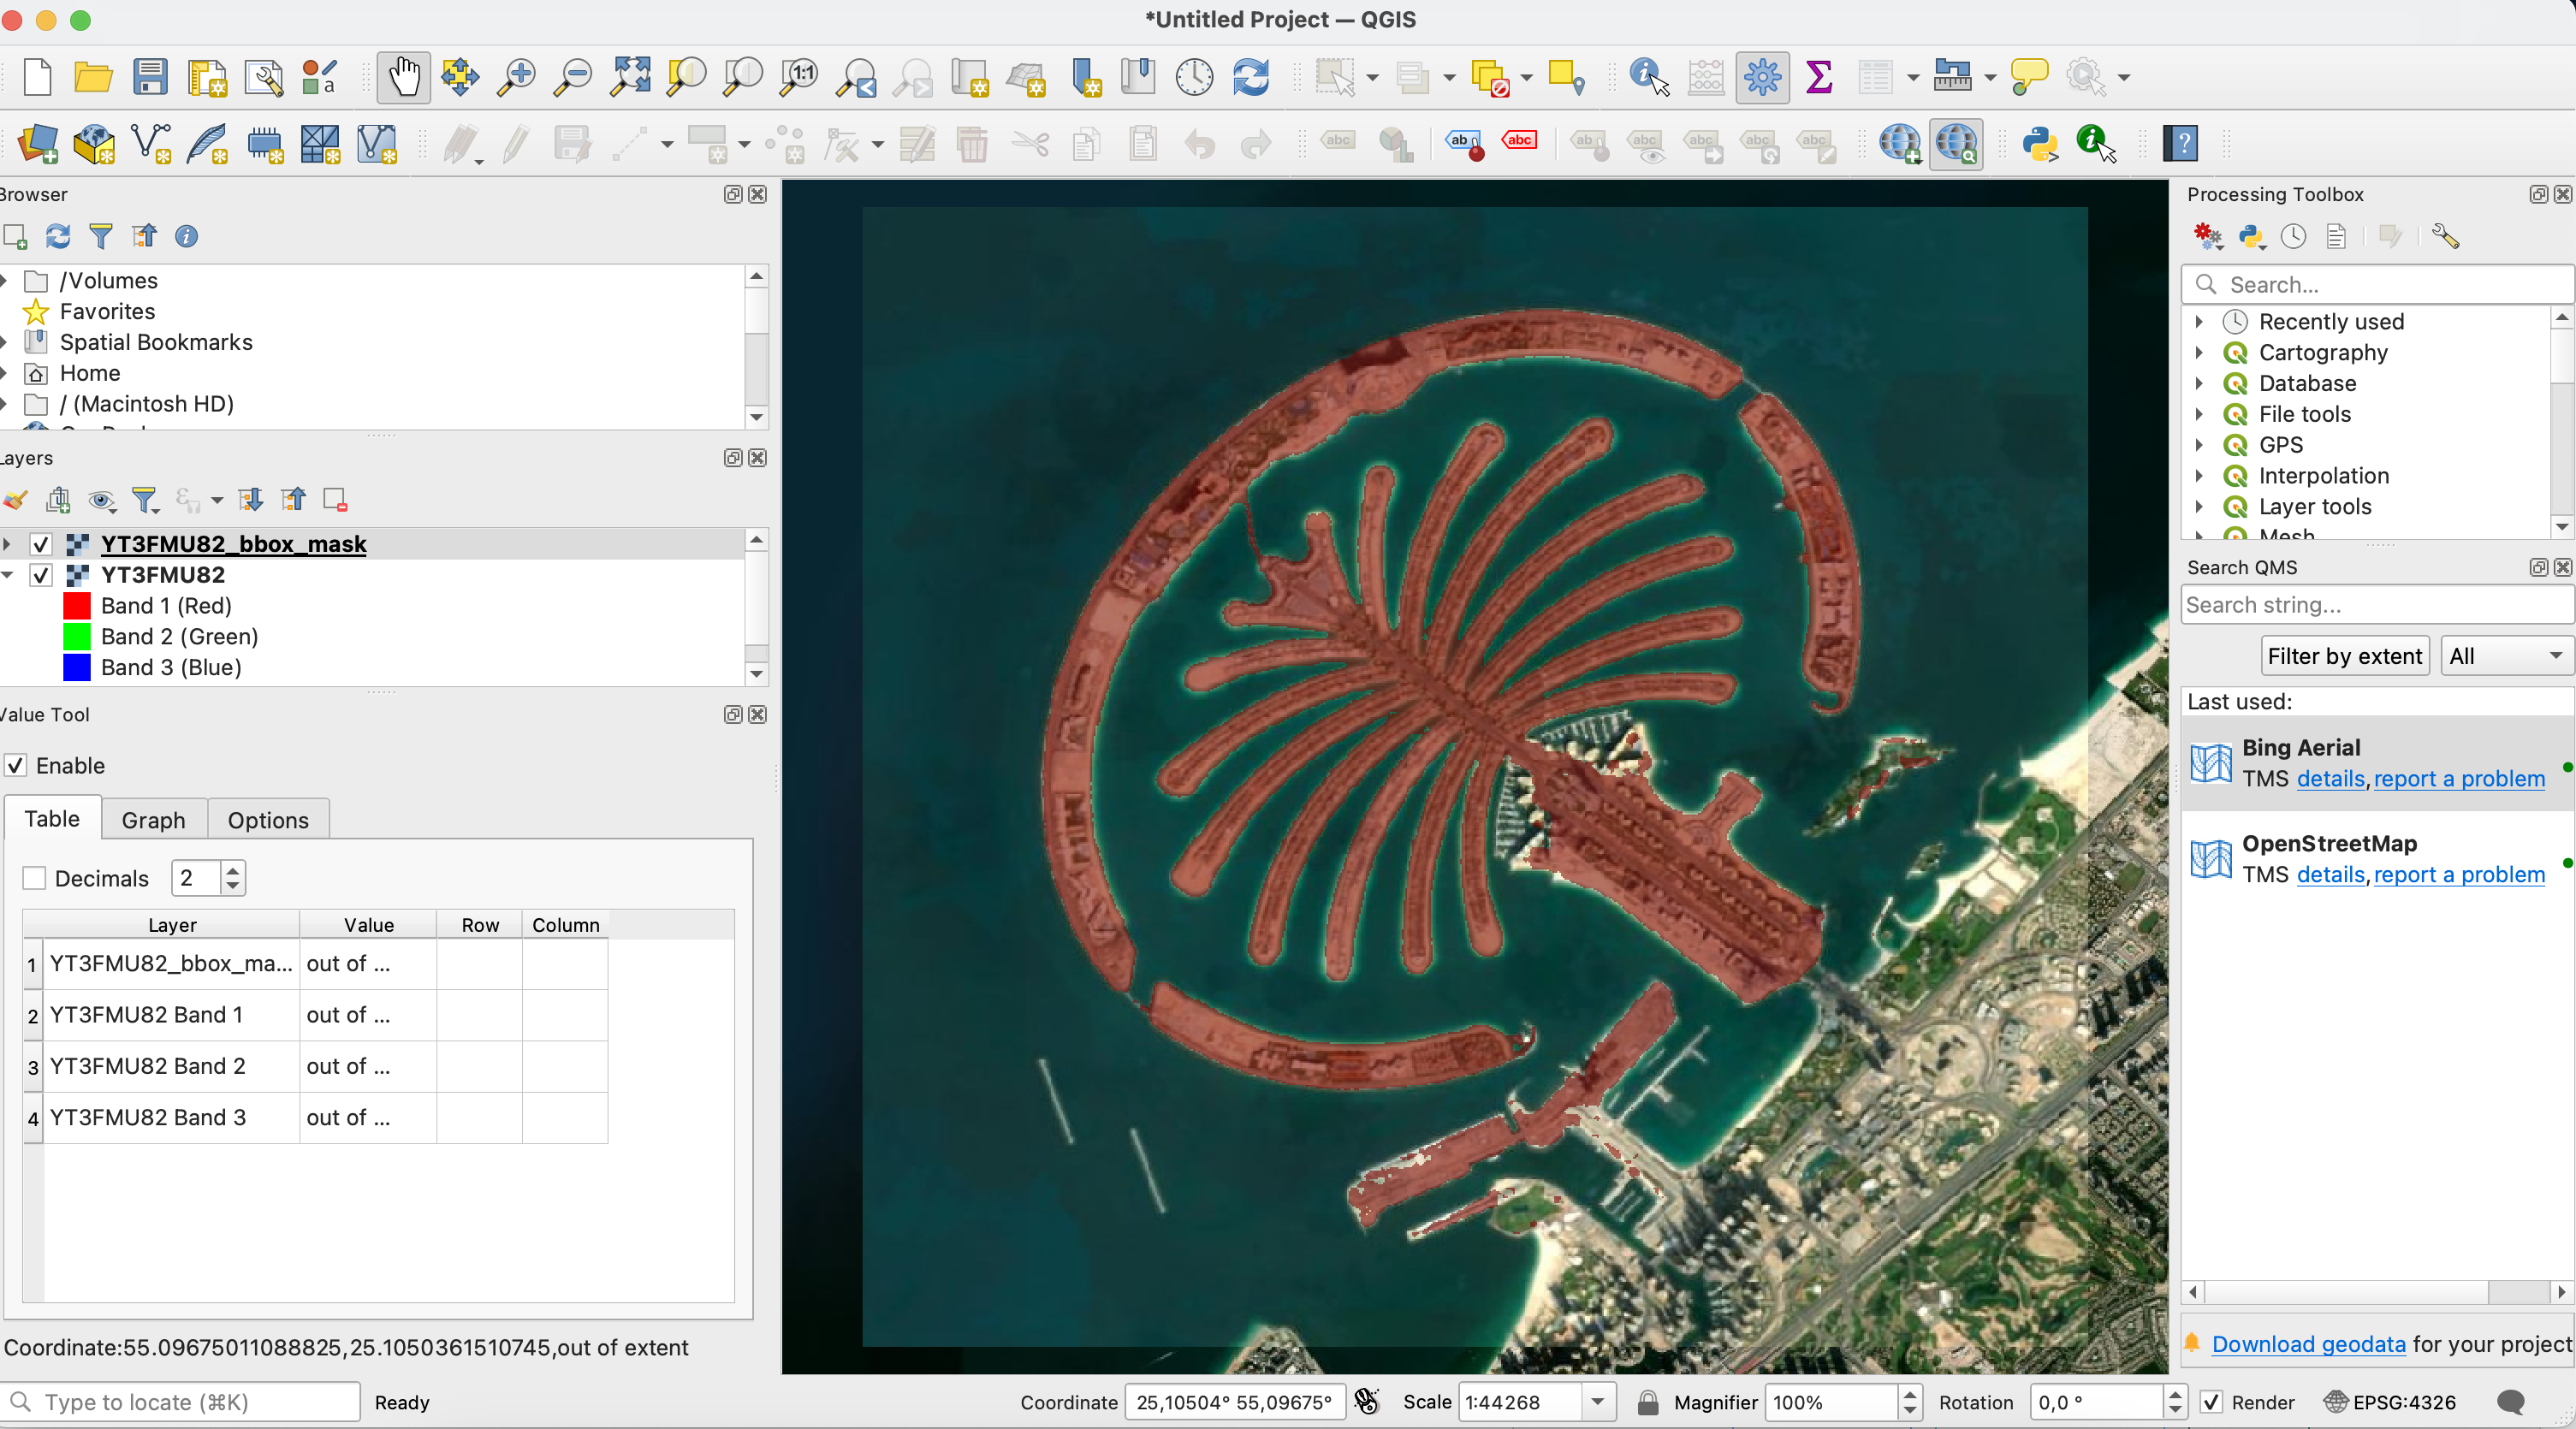 *Untitled Project — QGIS
Browser
/Volumes
Favorites
Spatial Bookmarks
Home
/ (Macintosh HD)
Layers
YT3FMU82_bbox_mask
YT3FMU82
Band 1 (Red)
Band 2 (Green)
Band 3 (Blue)
Value Tool
Enable
Table Graph Options
Decimals 2
Layer Value Row Column
1 YT3FMU82_bbox_ma... out of ...
2 YT3FMU82 Band 1 out of ...
3 YT3FMU82 Band 2 out of ...
4 YT3FMU82 Band 3 out of ...
Coordinate:55.09675011088825,25.1050361510745,out of extent
Processing Toolbox
Search...
Recently used
Cartography
Database
File tools
GPS
Interpolation
Layer tools
Mesh
Search QMS
Search string...
Filter by extent All
Last used:
Bing Aerial
TMS details, report a problem
OpenStreetMap
TMS details, report a problem
Download geodata for your project
Type to locate (⌘K) Ready Coordinate 25,10504° 55,09675° Scale 1:44268 Magnifier 100% Rotation 0,0 ° Render EPSG:4326